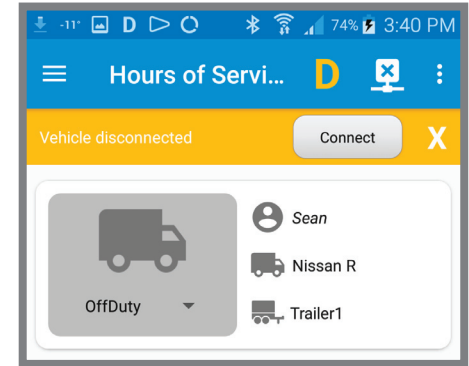 -11° D 74% 3:40 PM
Hours of Servi... D
Vehicle disconnected Connect X
Sean
Nissan R
OffDuty Trailer1